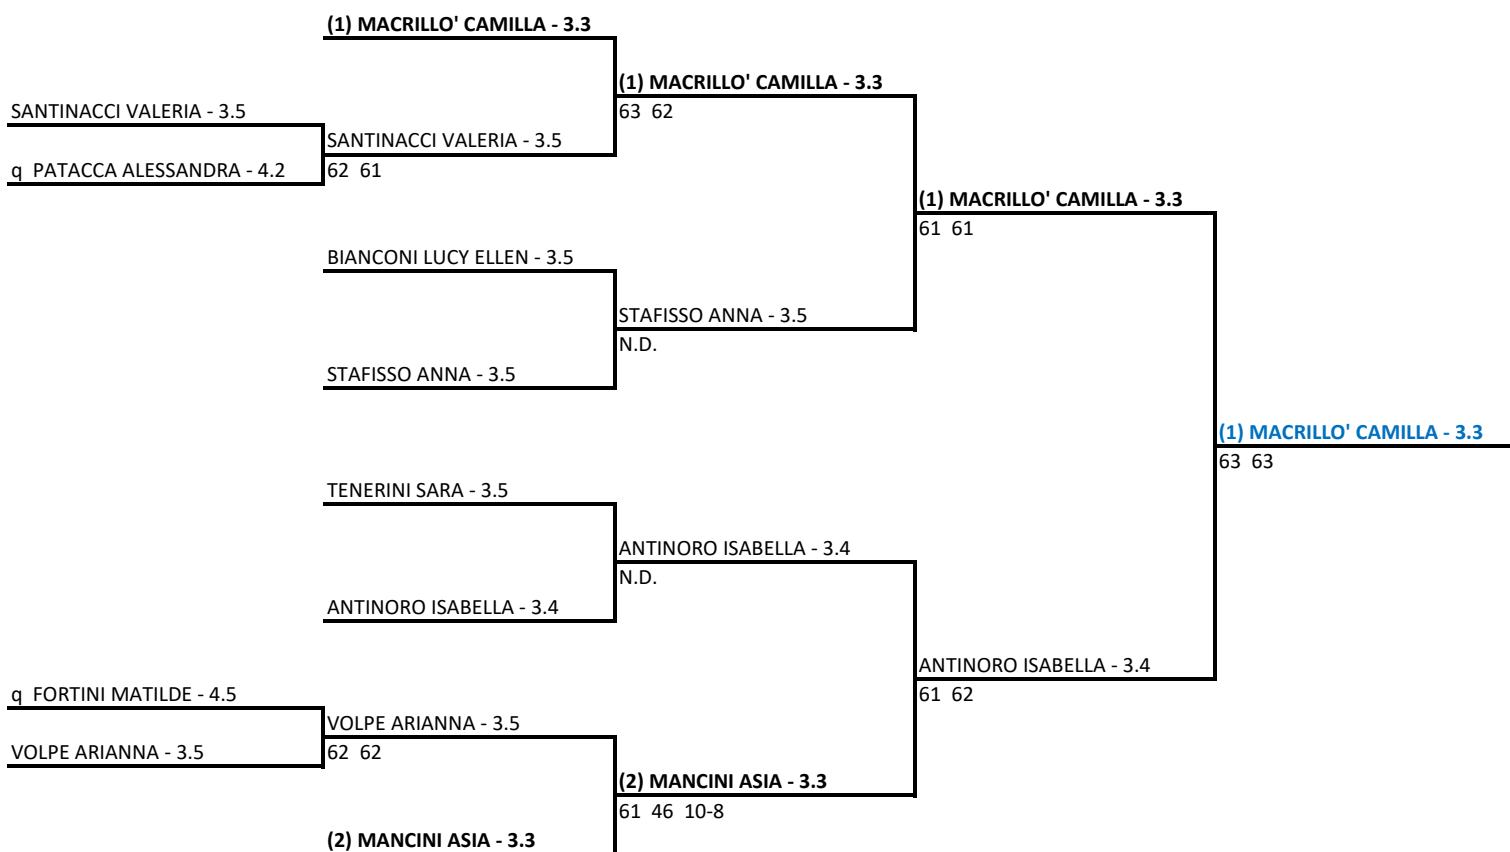 (1) MACRILLO' CAMILLA - 3.3
(1) MACRILLO' CAMILLA - 3.3
SANTINACCI VALERIA - 3.5
63 62
SANTINACCI VALERIA - 3.5
q PATACCA ALESSANDRA - 4.2
62 61
(1) MACRILLO' CAMILLA - 3.3
61 61
BIANCONI LUCY ELLEN - 3.5
STAFISSO ANNA - 3.5
N.D.
STAFISSO ANNA - 3.5
(1) MACRILLO' CAMILLA - 3.3
63 63
TENERINI SARA - 3.5
ANTINORO ISABELLA - 3.4
N.D.
ANTINORO ISABELLA - 3.4
ANTINORO ISABELLA - 3.4
q FORTINI MATILDE - 4.5
61 62
VOLPE ARIANNA - 3.5
VOLPE ARIANNA - 3.5
62 62
(2) MANCINI ASIA - 3.3
61 46 10-8
(2) MANCINI ASIA - 3.3